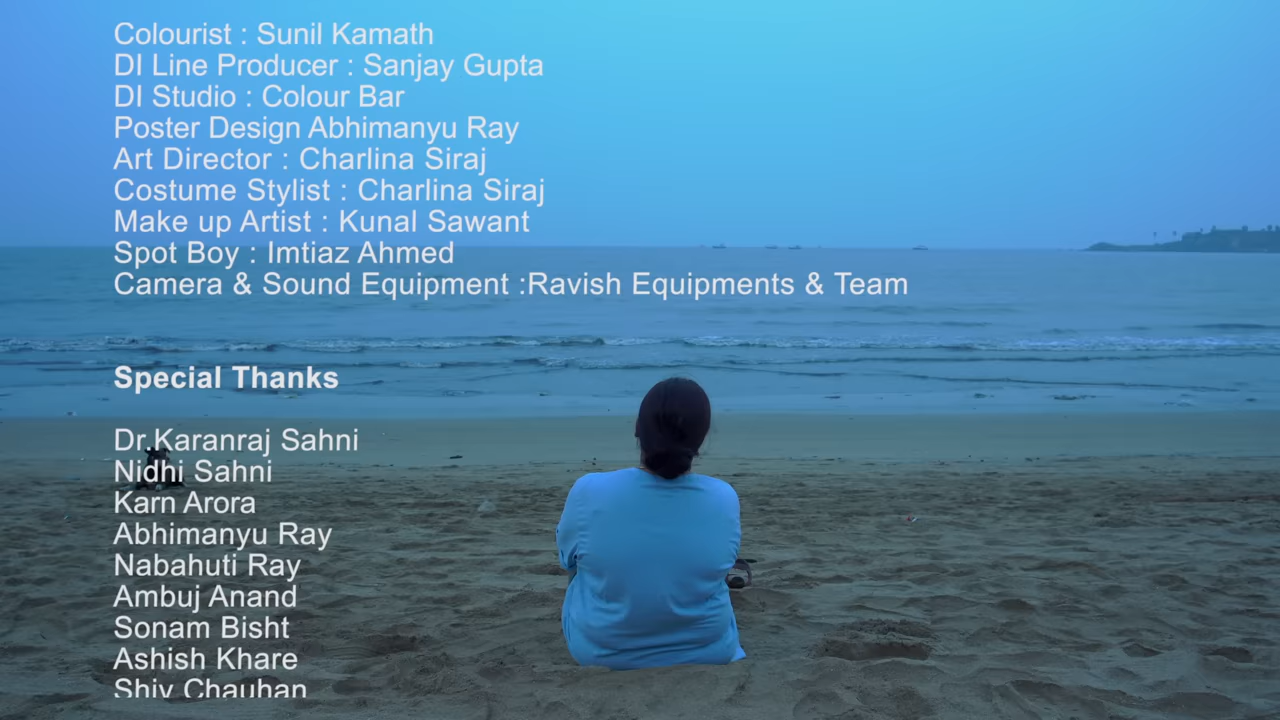 Colourist : Sunil Kamath
DI Line Producer : Sanjay Gupta
DI Studio : Colour Bar
Poster Design Abhimanyu Ray
Art Director : Charlina Siraj
Costume Stylist : Charlina Siraj
Make up Artist : Kunal Sawant
Spot Boy : Imtiaz Ahmed
Camera & Sound Equipment :Ravish Equipments & Team
Special Thanks
Dr.Karanraj Sahni
Nidhi Sahni
Karn Arora
Abhimanyu Ray
Nabahuti Ray
Ambuj Anand
Sonam Bisht
Ashish Khare
Shiv Chauhan